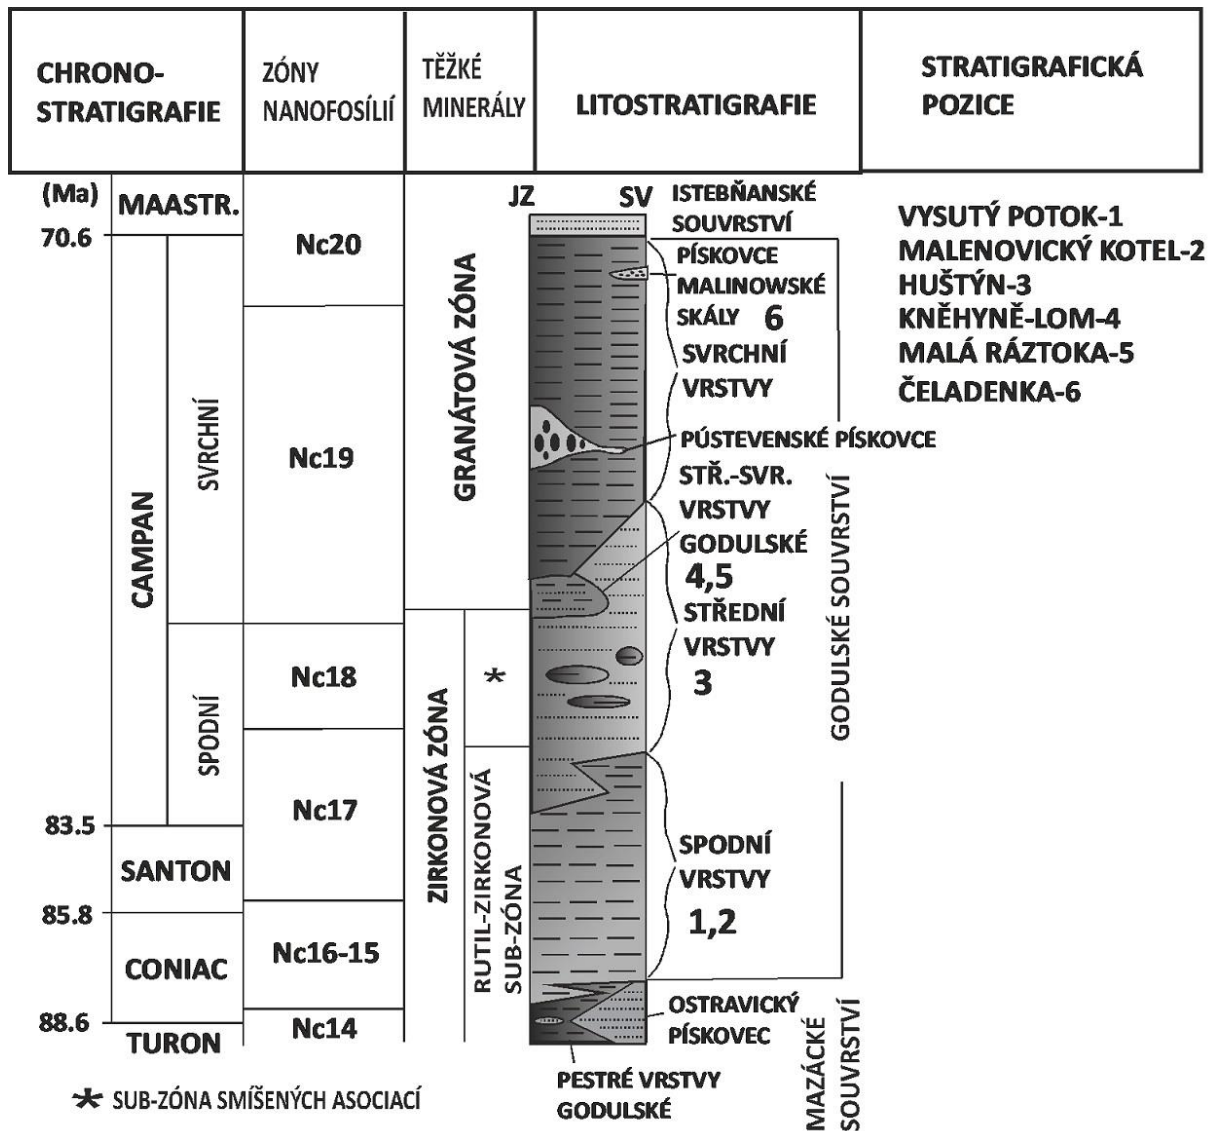 CHRONO-
STRATIGRAFIE
ZÓNY
NANOFOSÍLIÍ
TĚŽKÉ
MINERÁLY
LITOSTRATIGRAFIE
STRATIGRAFICKÁ
POZICE
(Ma)
MAASTR.
70.6
CAMPAN
SVRCHNÍ
SPODNÍ
83.5
SANTON
85.8
CONIAC
88.6
TURON
Nc20
Nc19
Nc18
Nc17
Nc16-15
Nc14
GRANÁTOVÁ ZÓNA
ZIRKONOVÁ ZÓNA
*
RUTIL-ZIRKONOVÁ
SUB-ZÓNA
JZ
SV
ISTEBŇANSKÉ
SOUVRSTVÍ
PÍSKOVCE
MALINOWSKÉ
SKÁLY 6
SVRCHNÍ
VRSTVY
PÚSTEVENSKÉ PÍSKOVCE
STŘ.-SVR.
VRSTVY
GODULSKÉ
4,5
STŘEDNÍ
VRSTVY
3
SPODNÍ
VRSTVY
1,2
OSTRAVICKÝ
PÍSKOVEC
PESTRÉ VRSTVY
GODULSKÉ
GODULSKÉ SOUVRSTVÍ
MAZÁCKÉ
SOUVRSTVÍ
VYSUTÝ POTOK-1
MALENOVICKÝ KOTEL-2
HUŠTÝN-3
KNĚHYNĚ-LOM-4
MALÁ RÁZTOKA-5
ČELADENKA-6
* SUB-ZÓNA SMÍŠENÝCH ASOCIACÍ